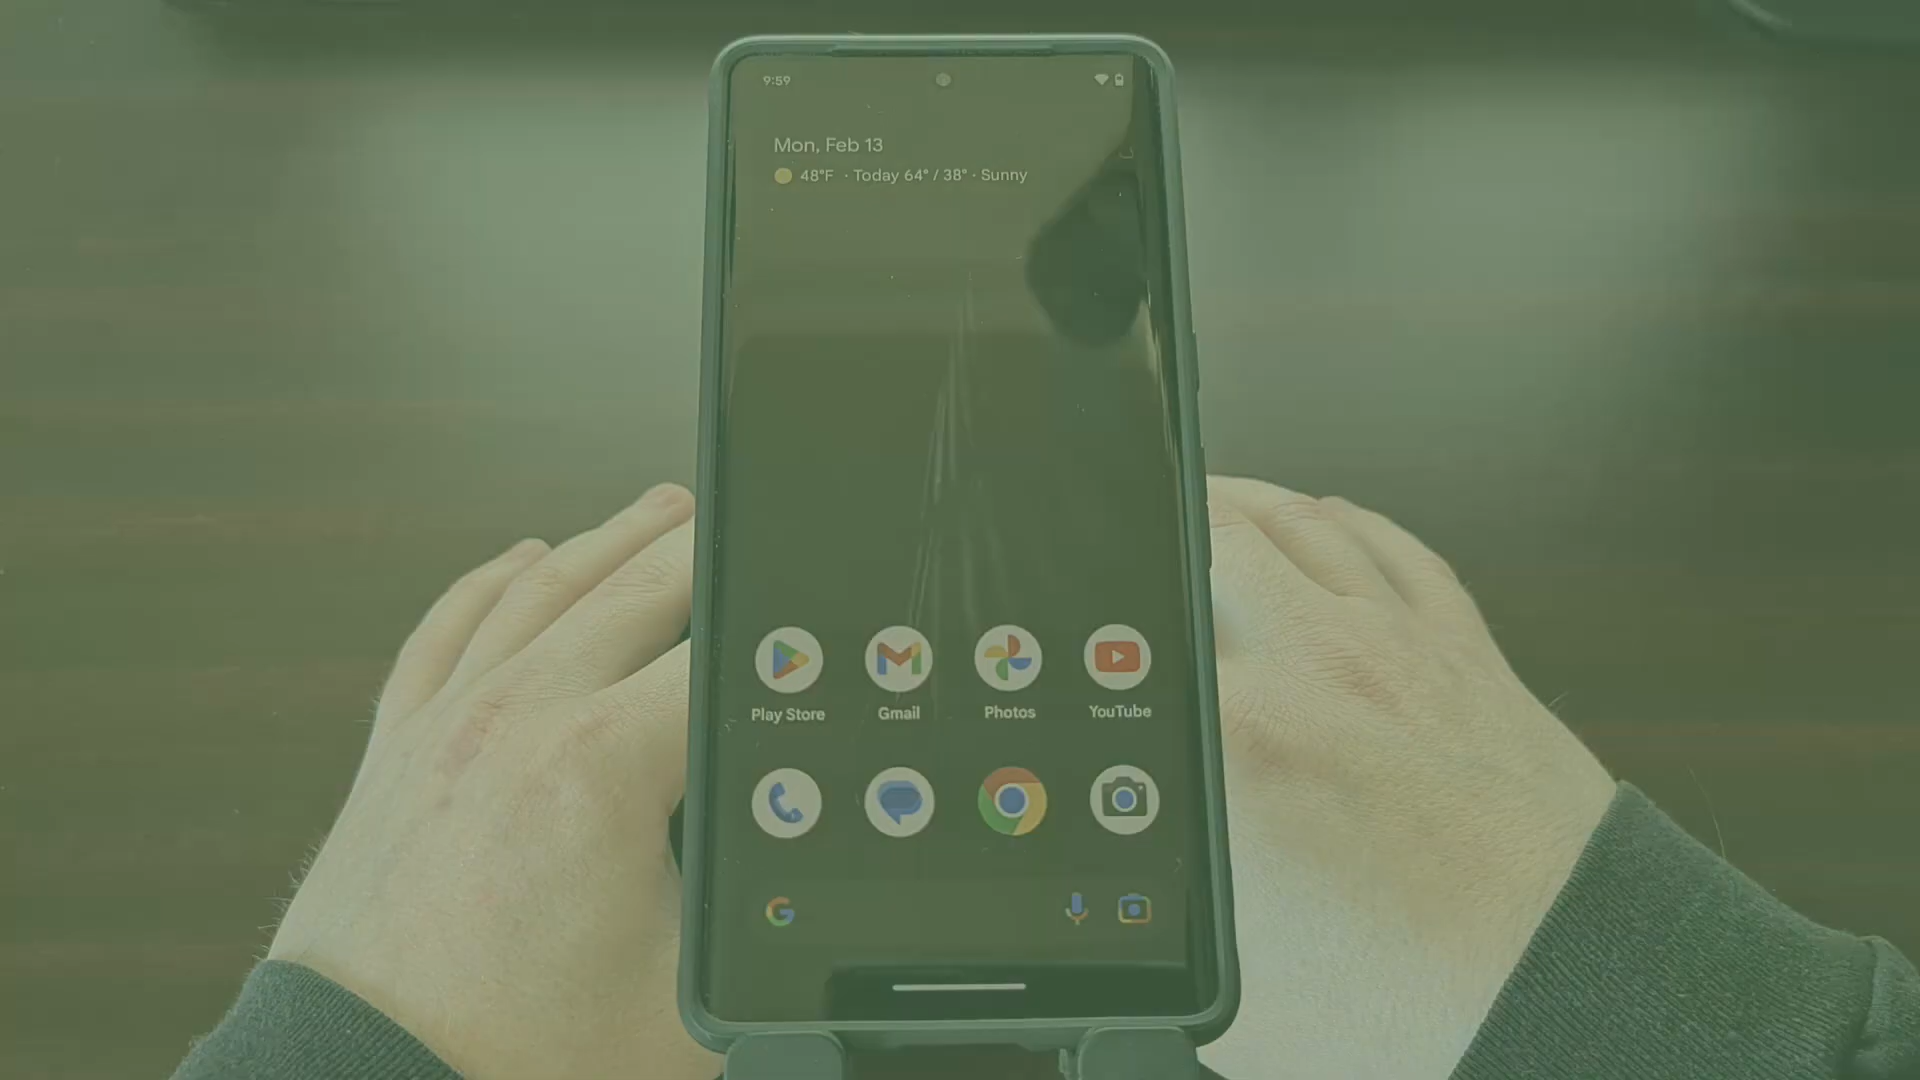 9:59
Mon, Feb 13
48°F · Today 64° / 38° · Sunny
Play Store Gmail Photos YouTube
G